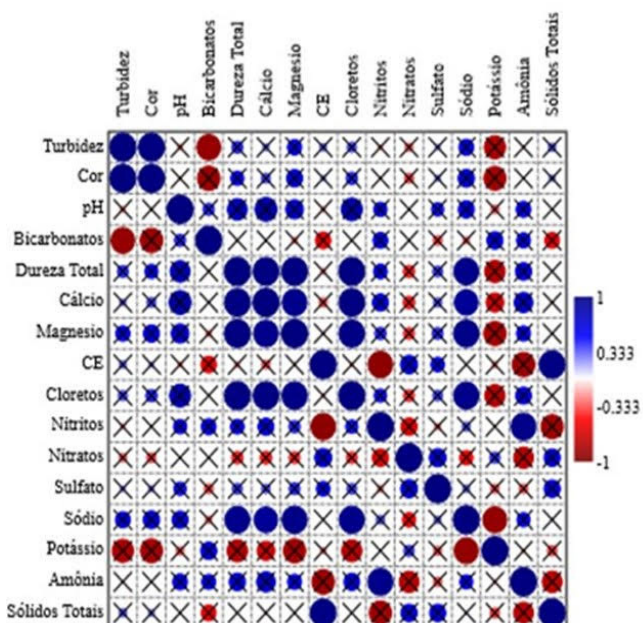 Turbidez
Cor
pH
Bicarbonatos
Dureza Total
Cálcio
Magnesio
CE
Cloretos
Nitritos
Nitratos
Sulfato
Sódio
Potássio
Amônia
Sólidos Totais
Turbidez
Cor
pH
Bicarbonatos
Dureza Total
Cálcio
Magnesio
CE
Cloretos
Nitritos
Nitratos
Sulfato
Sódio
Potássio
Amônia
Sólidos Totais
1
0.333
-0.333
-1